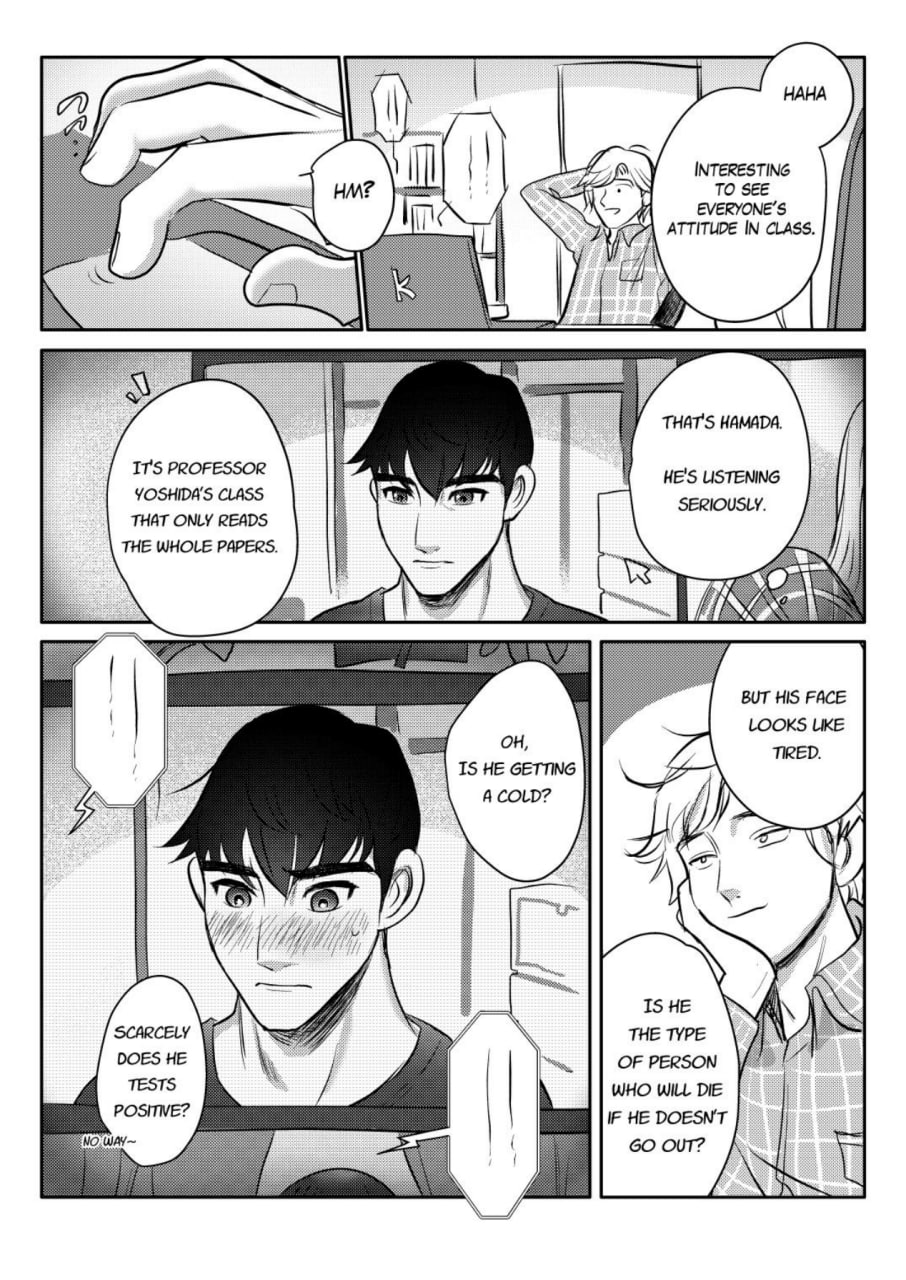 HAHA
INTERESTING
TO SEE
EVERYONE'S
ATTITUDE IN CLASS.
k
HM?
THAT'S HAMADA.
HE'S LISTENING
SERIOUSLY.
IT'S PROFESSOR
YOSHIDA'S CLASS
THAT ONLY READS
THE WHOLE PAPERS.
BUT HIS FACE
LOOKS LIKE
TIRED.
IS HE
THE TYPE
OF PERSON
WHO WILL DIE
IF HE DOESN'T
GO OUT?
OH,
IS HE GETTING
A COLD?
SCARCELY
DOES HE
TESTS
POSITIVE?
NO WAY~